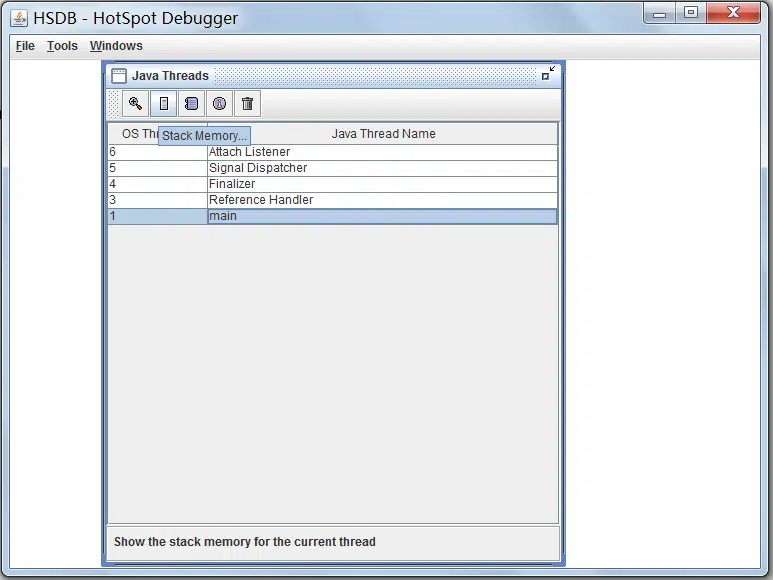 HSDB - HotSpot Debugger
File Tools Windows
Java Threads
OS Thr Java Thread Name
Stack Memory...
6 Attach Listener
5 Signal Dispatcher
4 Finalizer
3 Reference Handler
1 main
Show the stack memory for the current thread